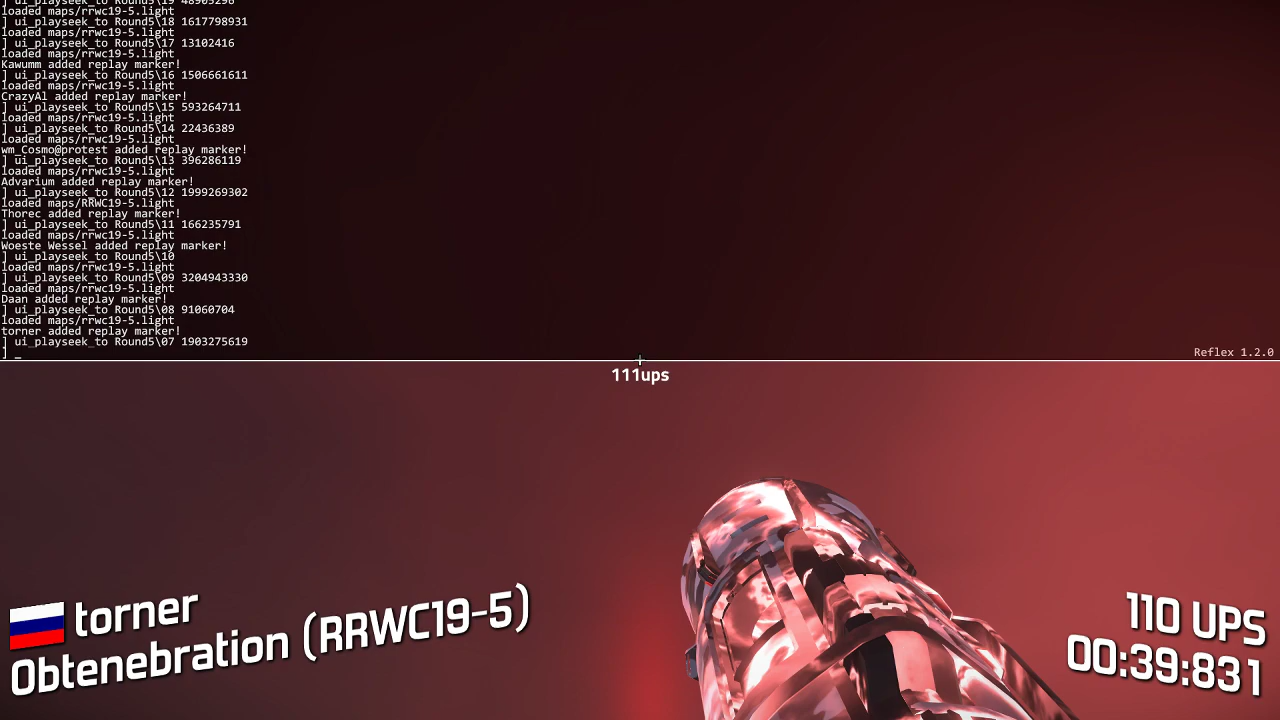 ] ui_playseek_to Round5\19 48905296
loaded maps/rrwc19-5.light
] ui_playseek_to Round5\18 1617798931
loaded maps/rrwc19-5.light
] ui_playseek_to Round5\17 13102416
loaded maps/rrwc19-5.light
Kawumm added replay marker!
] ui_playseek_to Round5\16 1506661611
loaded maps/rrwc19-5.light
CrazyAl added replay marker!
] ui_playseek_to Round5\15 593264711
loaded maps/rrwc19-5.light
] ui_playseek_to Round5\14 22436389
loaded maps/rrwc19-5.light
wm_Cosmo@protest added replay marker!
] ui_playseek_to Round5\13 396286119
loaded maps/rrwc19-5.light
Advarium added replay marker!
] ui_playseek_to Round5\12 1999269302
loaded maps/RRWC19-5.light
Thorec added replay marker!
] ui_playseek_to Round5\11 166235791
loaded maps/rrwc19-5.light
Woeste Wessel added replay marker!
] ui_playseek_to Round5\10
loaded maps/rrwc19-5.light
] ui_playseek_to Round5\09 3204943330
loaded maps/rrwc19-5.light
Daan added replay marker!
] ui_playseek_to Round5\08 91060704
loaded maps/rrwc19-5.light
torner added replay marker!
] ui_playseek_to Round5\07 1903275619
] _
Reflex 1.2.0
111ups
torner
Obtenebration (RRWC19-5)
110 UPS
00:39:831